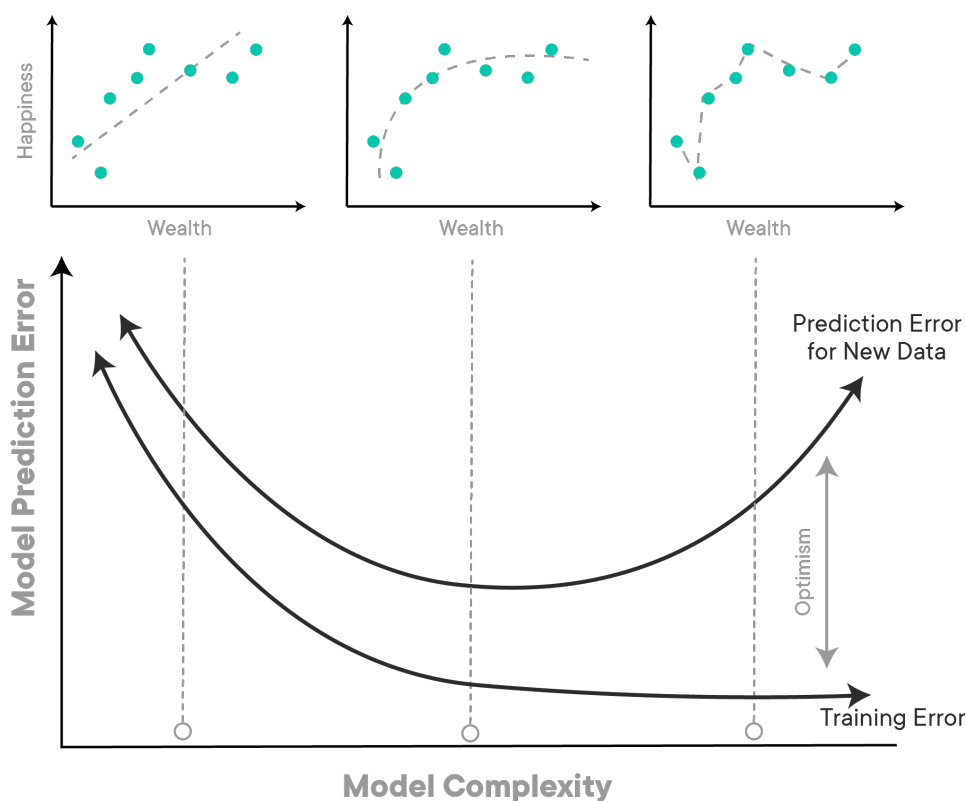 Happiness
Wealth
Wealth
Wealth
Model Prediction Error
Prediction Error
for New Data
Optimism
Training Error
Model Complexity